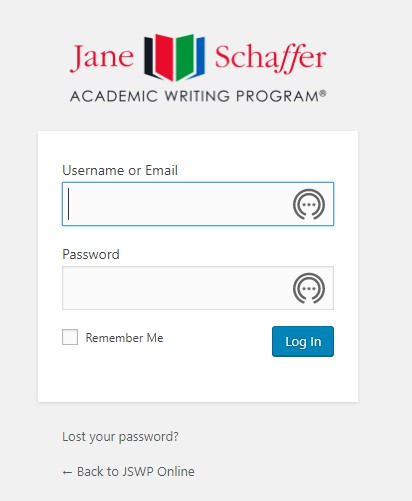 Jane Schaffer
ACADEMIC WRITING PROGRAM®
Username or Email
Password
Remember Me
Log In
Lost your password?
← Back to JSWP Online